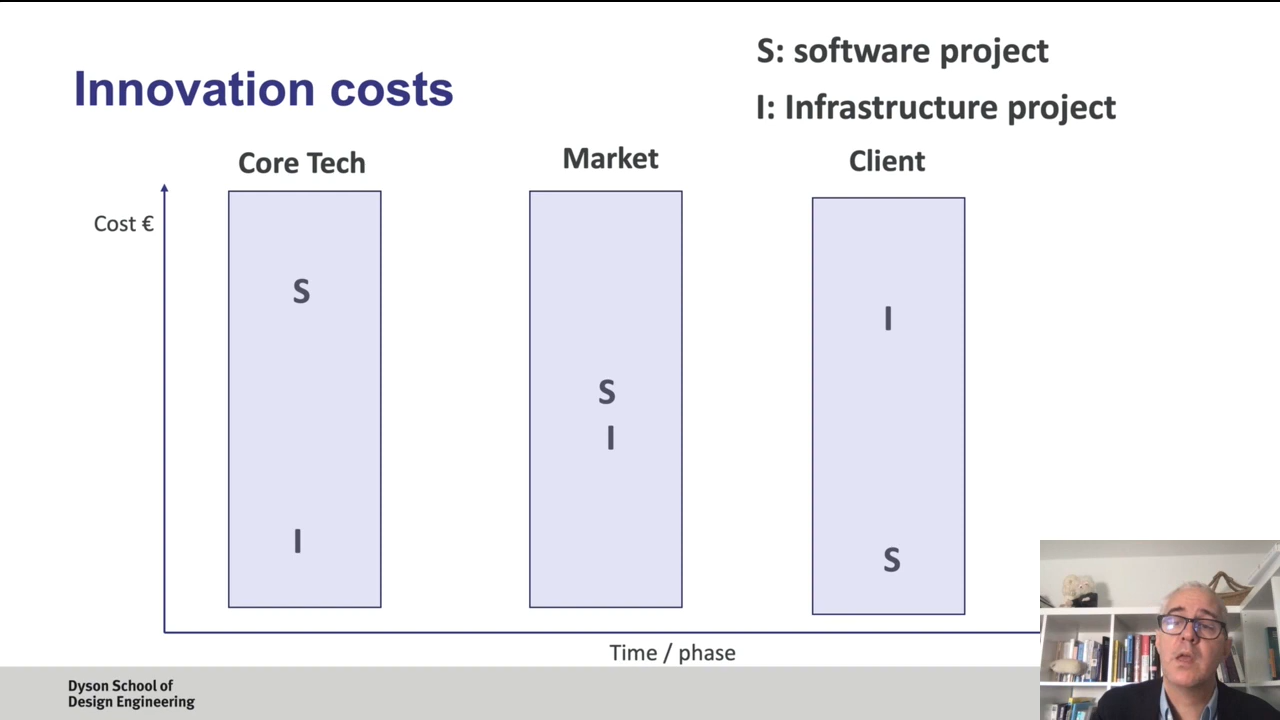 Innovation costs
S: software project
I: Infrastructure project
Core Tech
Market
Client
Cost €
S
I
S
I
I
S
Time / phase
Dyson School of
Design Engineering